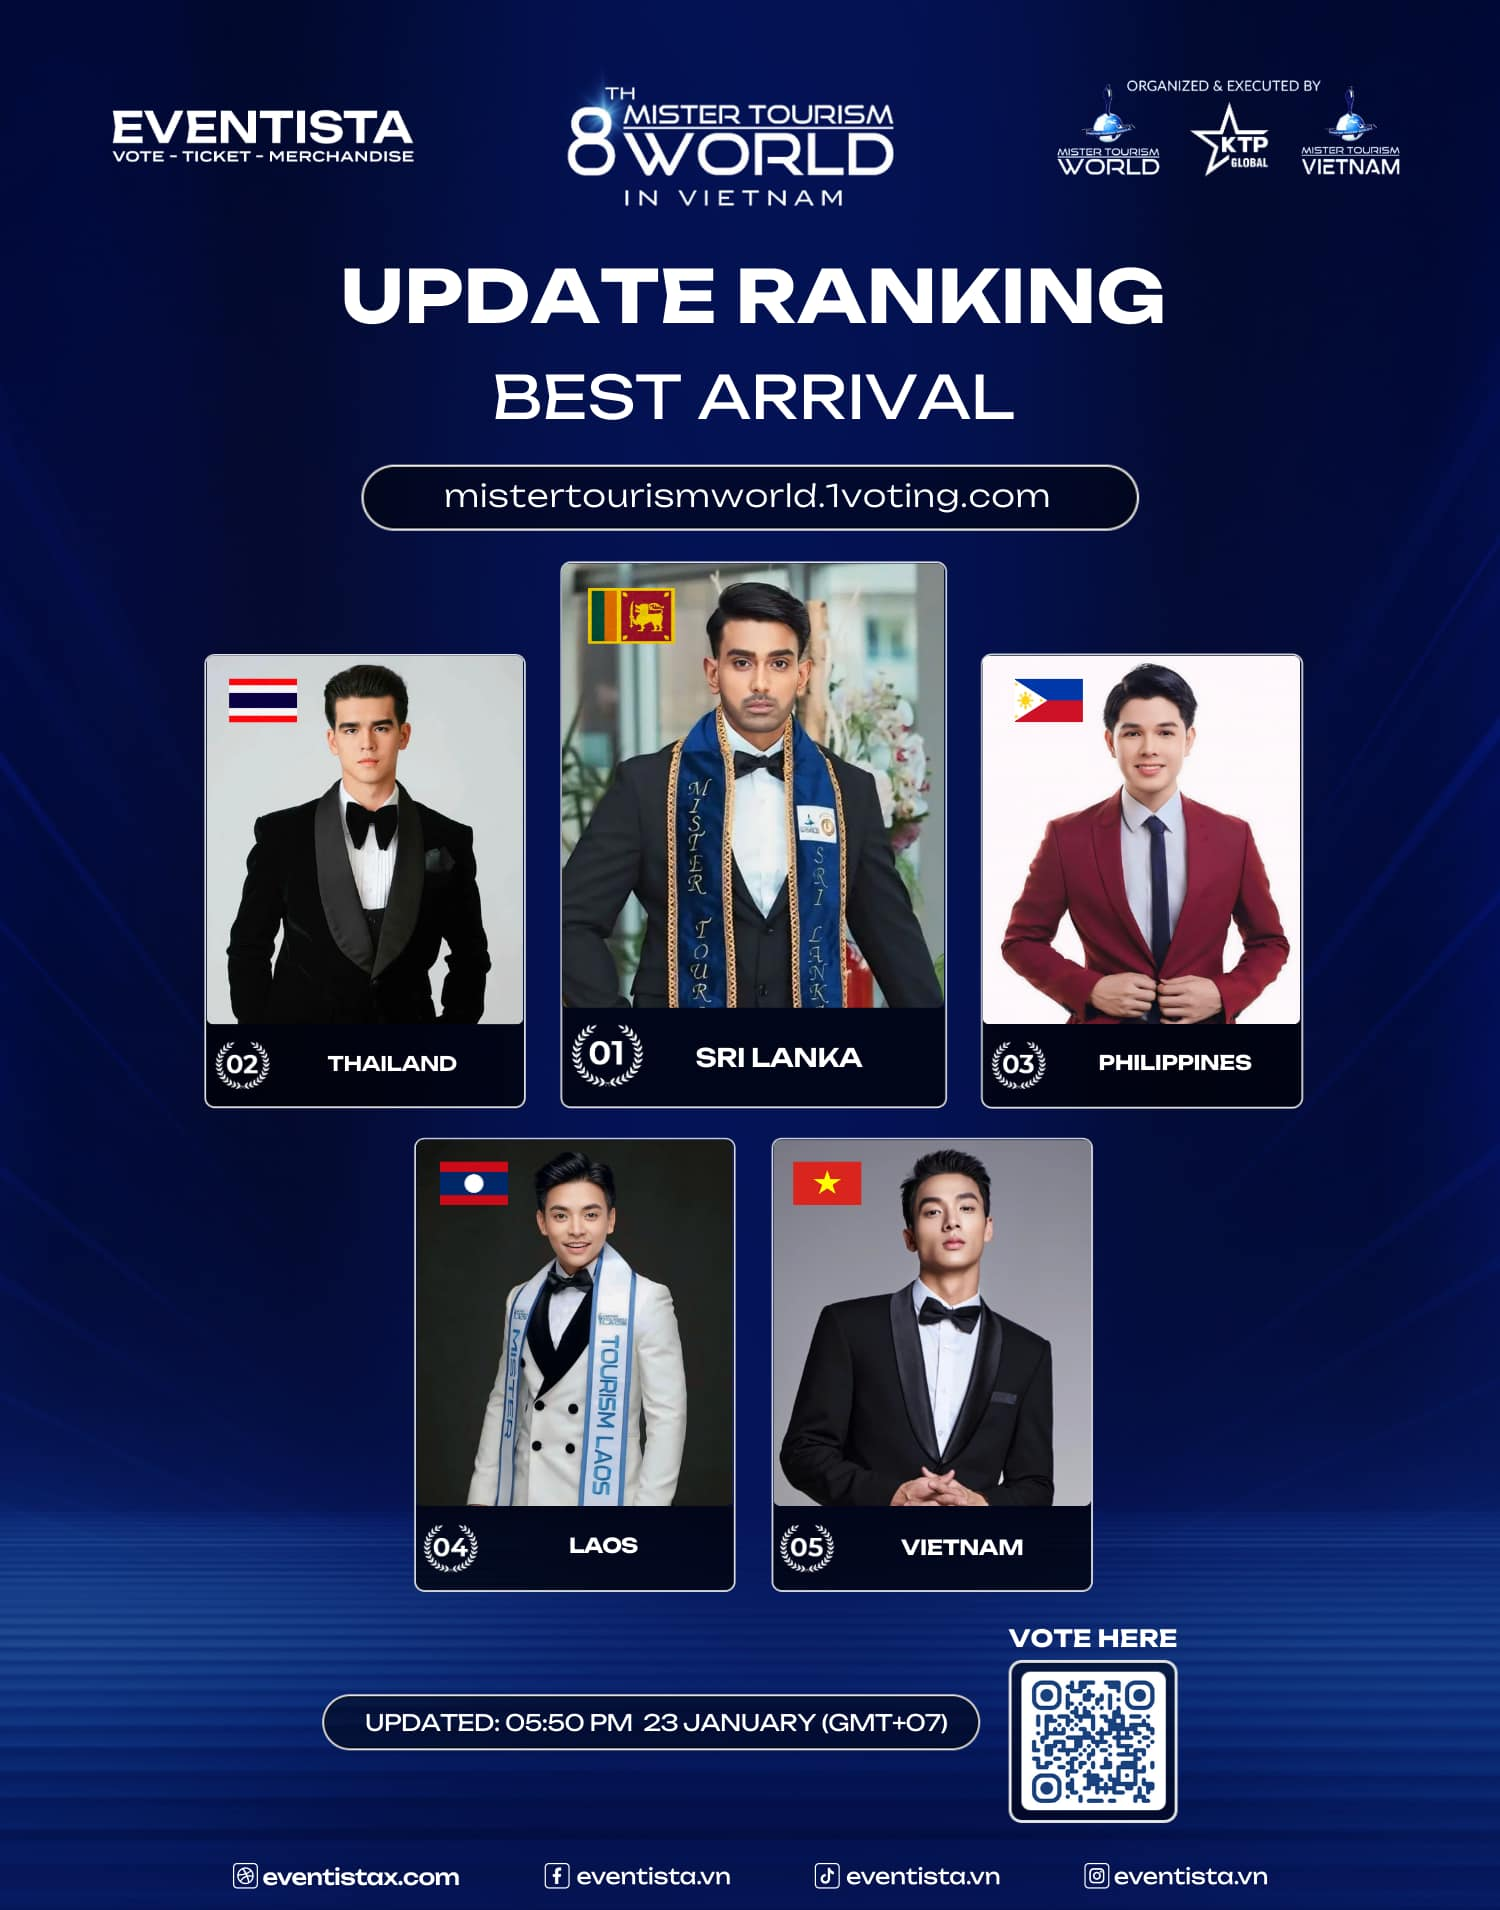 EVENTISTA
VOTE - TICKET - MERCHANDISE
8TH MISTER TOURISM
WORLD
IN VIETNAM
ORGANIZED & EXECUTED BY
MISTER TOURISM
WORLD
KTP
GLOBAL
MISTER TOURISM
VIETNAM
UPDATE RANKING
BEST ARRIVAL
mistertourismworld.1voting.com
MISTER TOUR
SRI LANK
02 THAILAND
01 SRI LANKA
03 PHILIPPINES
MISTER
TOURISM LAOS
04 LAOS
05 VIETNAM
VOTE HERE
UPDATED: 05:50 PM 23 JANUARY (GMT+07)
eventistax.com
eventista.vn
eventista.vn
eventista.vn